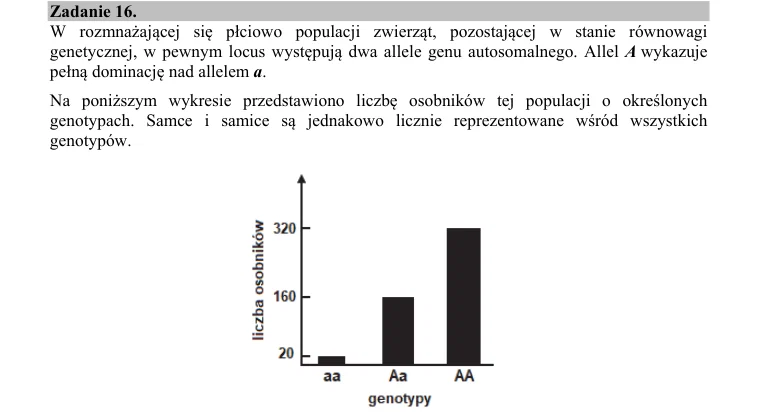 Zadanie 16.
W rozmnażającej się płciowo populacji zwierząt, pozostającej w stanie równowagi
genetycznej, w pewnym locus występują dwa allele genu autosomalnego. Allel A wykazuje
pełną dominację nad allelem a.
Na poniższym wykresie przedstawiono liczbę osobników tej populacji o określonych
genotypach. Samce i samice są jednakowo licznie reprezentowane wśród wszystkich
genotypów.
liczba osobników
320
160
20
aa Aa AA
genotypy